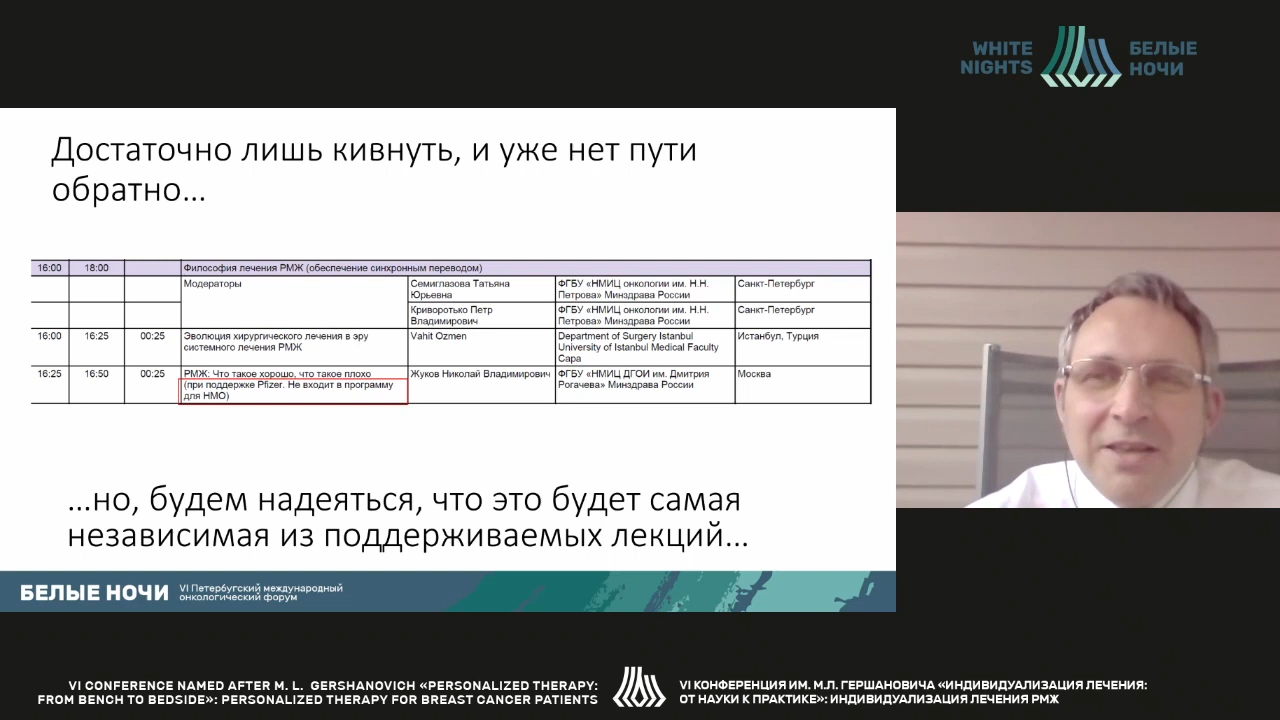 WHITE
NIGHTS
БЕЛЫЕ
НОЧИ
Достаточно лишь кивнуть, и уже нет пути
обратно...
16:00 18:00 Философия лечения РМЖ (обеспечение синхронным переводом)
Модераторы Семиглазова Татьяна ФГБУ «НМИЦ онкологии им. Н.Н. Санкт-Петербург
Юрьевна Петрова» Минздрава России
Криворотько Петр ФГБУ «НМИЦ онкологии им. Н.Н. Санкт-Петербург
Владимирович Петрова» Минздрава России
16:00 16:25 00:25 Эволюция хирургического лечения в эру Vahit Ozmen Department of Surgery Istanbul Истанбул, Турция
системного лечения РМЖ University of Istanbul Medical Faculty
Capa
16:25 16:50 00:25 РМЖ: Что такое хорошо, что такое плохо Жуков Николай Владимирович ФГБУ «НМИЦ ДГОИ им. Дмитрия Москва
(при поддержке Pfizer. Не входит в программу Рогачева» Минздрава России
для НМО)
...но, будем надеяться, что это будет самая
независимая из поддерживаемых лекций...
БЕЛЫЕ НОЧИ
VI Петербугский международный
онкологический форум
VI CONFERENCE NAMED AFTER M. L. GERSHANOVICH «PERSONALIZED THERAPY:
FROM BENCH TO BEDSIDE»: PERSONALIZED THERAPY FOR BREAST CANCER PATIENTS
VI КОНФЕРЕНЦИЯ ИМ. М.Л. ГЕРШАНОВИЧА «ИНДИВИДУАЛИЗАЦИЯ ЛЕЧЕНИЯ:
ОТ НАУКИ К ПРАКТИКЕ»: ИНДИВИДУАЛИЗАЦИЯ ЛЕЧЕНИЯ РМЖ